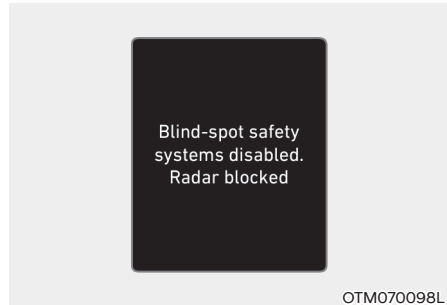 Blind-spot safety
systems disabled.
Radar blocked
OTM070098L